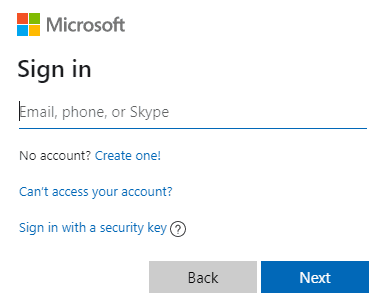 Microsoft
Sign in
Email, phone, or Skype
No account? Create one!
Can't access your account?
Sign in with a security key ?
Back Next